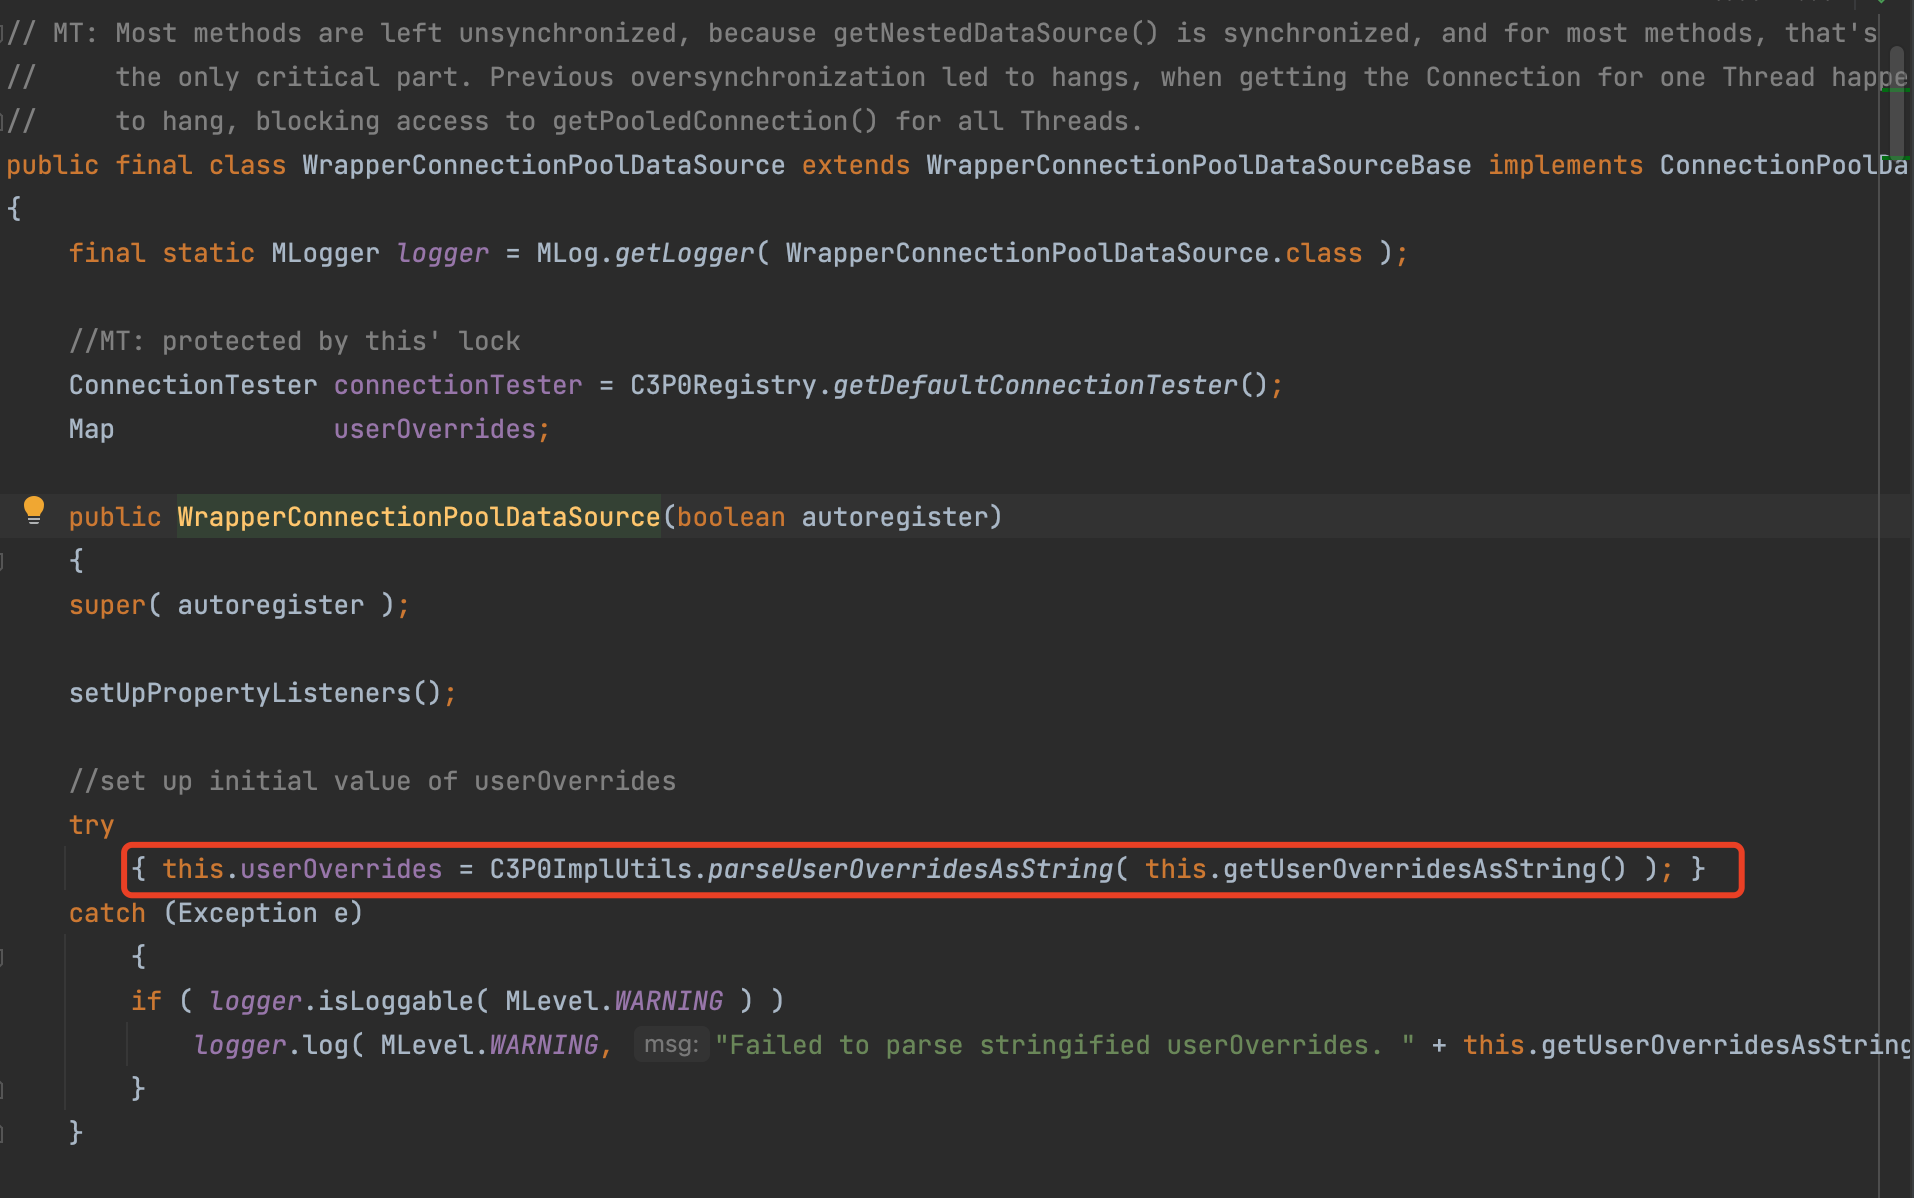 // MT: Most methods are left unsynchronized, because getNestedDataSource() is synchronized, and for most methods, that's
//     the only critical part. Previous oversynchronization led to hangs, when getting the Connection for one Thread happe
//     to hang, blocking access to getPooledConnection() for all Threads.
public final class WrapperConnectionPoolDataSource extends WrapperConnectionPoolDataSourceBase implements ConnectionPoolDa
{
    final static MLogger logger = MLog.getLogger( WrapperConnectionPoolDataSource.class );
    //MT: protected by this' lock
    ConnectionTester connectionTester = C3P0Registry.getDefaultConnectionTester();
    Map              userOverrides;
    public WrapperConnectionPoolDataSource(boolean autoregister)
    {
    super( autoregister );
    setUpPropertyListeners();
    //set up initial value of userOverrides
    try
        { this.userOverrides = C3P0ImplUtils.parseUserOverridesAsString( this.getUserOverridesAsString() ); }
    catch (Exception e)
        {
        if ( logger.isLoggable( MLevel.WARNING ) )
            logger.log( MLevel.WARNING, msg: "Failed to parse stringified userOverrides. " + this.getUserOverridesAsString
        }
    }